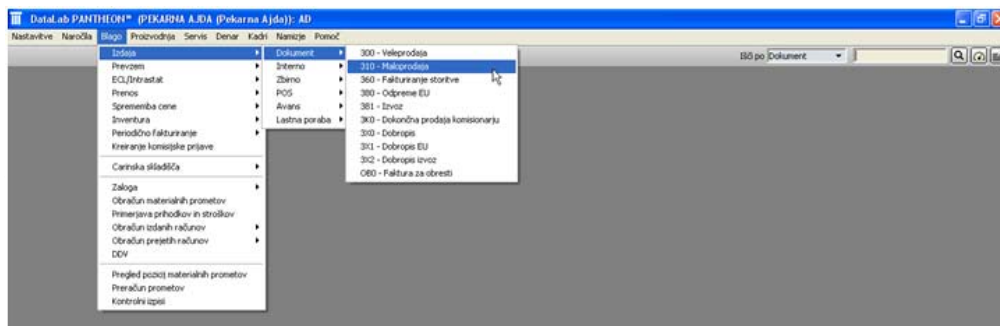 DataLab PANTHEON™ (PEKARNA AJDA (Pekarna Ajda)): AD
Nastavitve Naročila Blago Proizvodnja Servis Denar Kadri Namizje Pomoč
Išči po Dokument
Izdaja
Prevzem
ECL/Intrastat
Prenos
Sprememba cene
Inventura
Periodično fakturiranje
Kreiranje komisijske prijave
Carinska skladišča
Zaloga
Obračun materialnih prometov
Primerjava prihodkov in stroškov
Obračun izdanih računov
Obračun prejetih računov
DDV
Pregled pozicij materialnih prometov
Preračun prometov
Kontrolni izpisi
Dokument
Interno
Zbirno
POS
Avans
Lastna poraba
300 - Veleprodaja
310 - Maloprodaja
360 - Fakturiranje storitve
380 - Odpreme EU
381 - Izvoz
3K0 - Dokončna prodaja komisionarju
3X0 - Dobropis
3X1 - Dobropis EU
3X2 - Dobropis izvoz
OB0 - Faktura za obresti